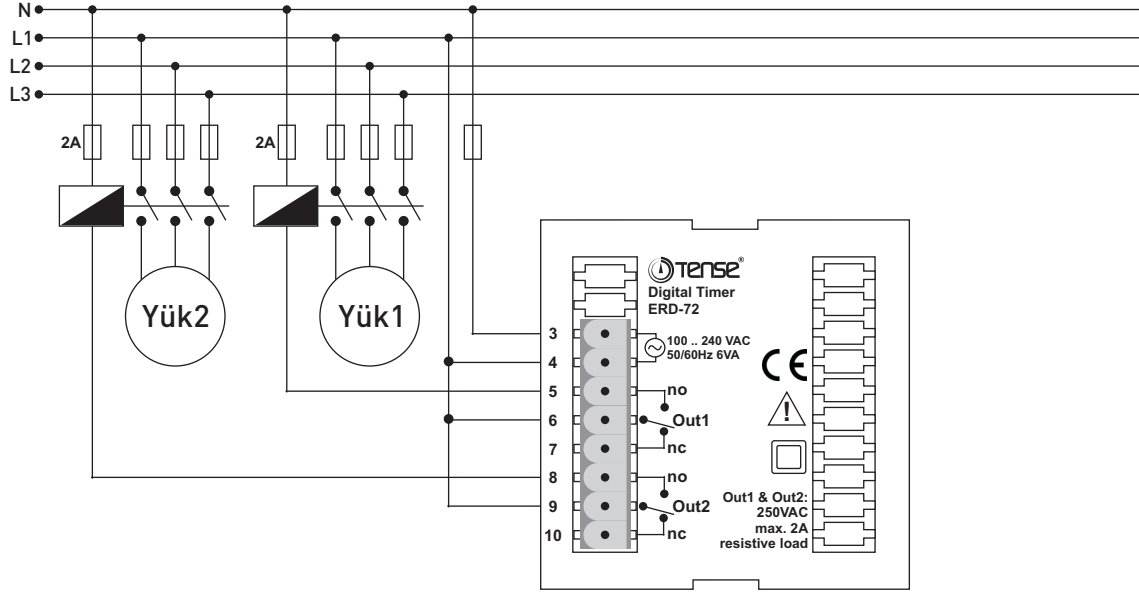 N
L1
L2
L3
2A
2A
Yük2
Yük1
TENSE®
Digital Timer
ERD-72
3
100 .. 240 VAC
50/60Hz 6VA
4
5
no
6
Out1
7
nc
8
no
9
Out2
10
nc
CE
!
Out1 & Out2:
250VAC
max. 2A
resistive load